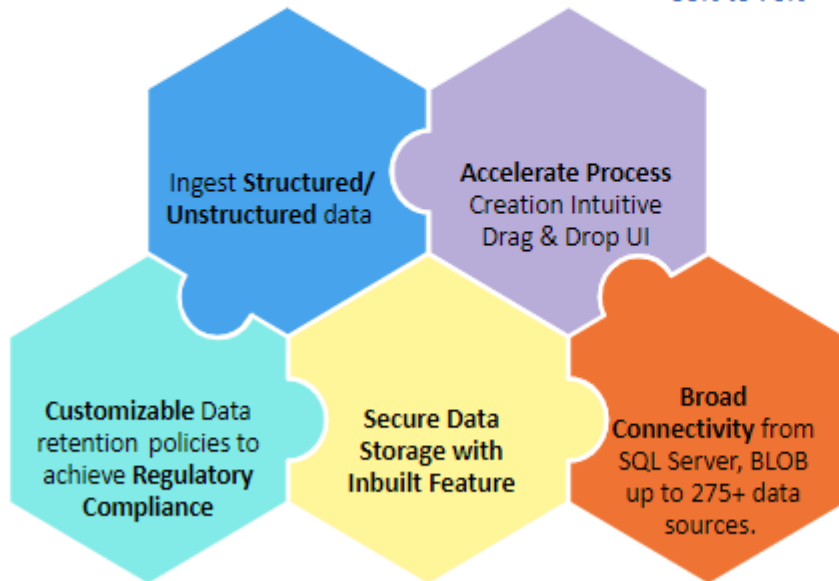 Ingest Structured/
Unstructured data
Accelerate Process
Creation Intuitive
Drag & Drop UI
Customizable Data
retention policies to
achieve Regulatory
Compliance
Secure Data
Storage with
Inbuilt Feature
Broad
Connectivity from
SQL Server, BLOB
up to 275+ data
sources.